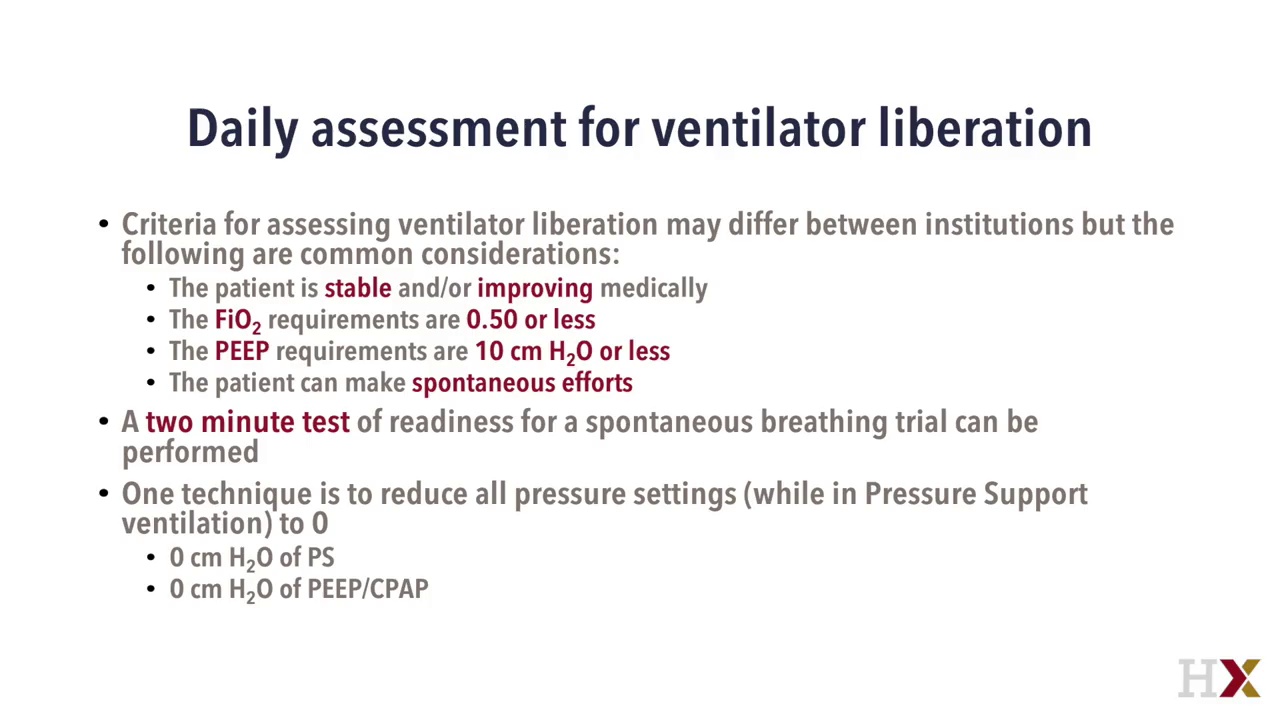 Daily assessment for ventilator liberation
• Criteria for assessing ventilator liberation may differ between institutions but the
following are common considerations:
• The patient is stable and/or improving medically
• The FiO₂ requirements are 0.50 or less
• The PEEP requirements are 10 cm H₂O or less
• The patient can make spontaneous efforts
• A two minute test of readiness for a spontaneous breathing trial can be
performed
• One technique is to reduce all pressure settings (while in Pressure Support
ventilation) to 0
• 0 cm H₂O of PS
• 0 cm H₂O of PEEP/CPAP
HX